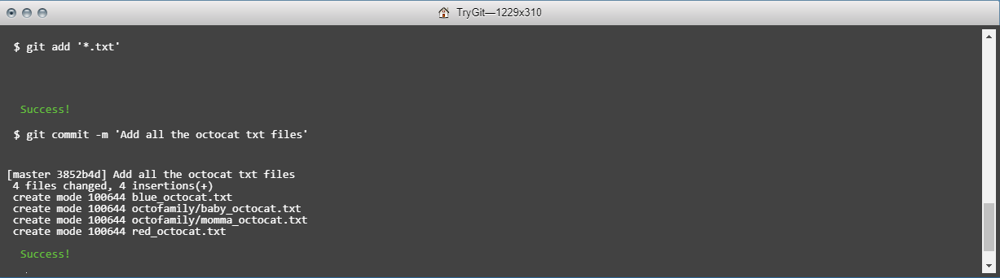 TryGit—1229x310
$ git add '*.txt'
Success!
$ git commit -m 'Add all the octocat txt files'
[master 3852b4d] Add all the octocat txt files
4 files changed, 4 insertions(+)
create mode 100644 blue_octocat.txt
create mode 100644 octofamily/baby_octocat.txt
create mode 100644 octofamily/momma_octocat.txt
create mode 100644 red_octocat.txt
Success!